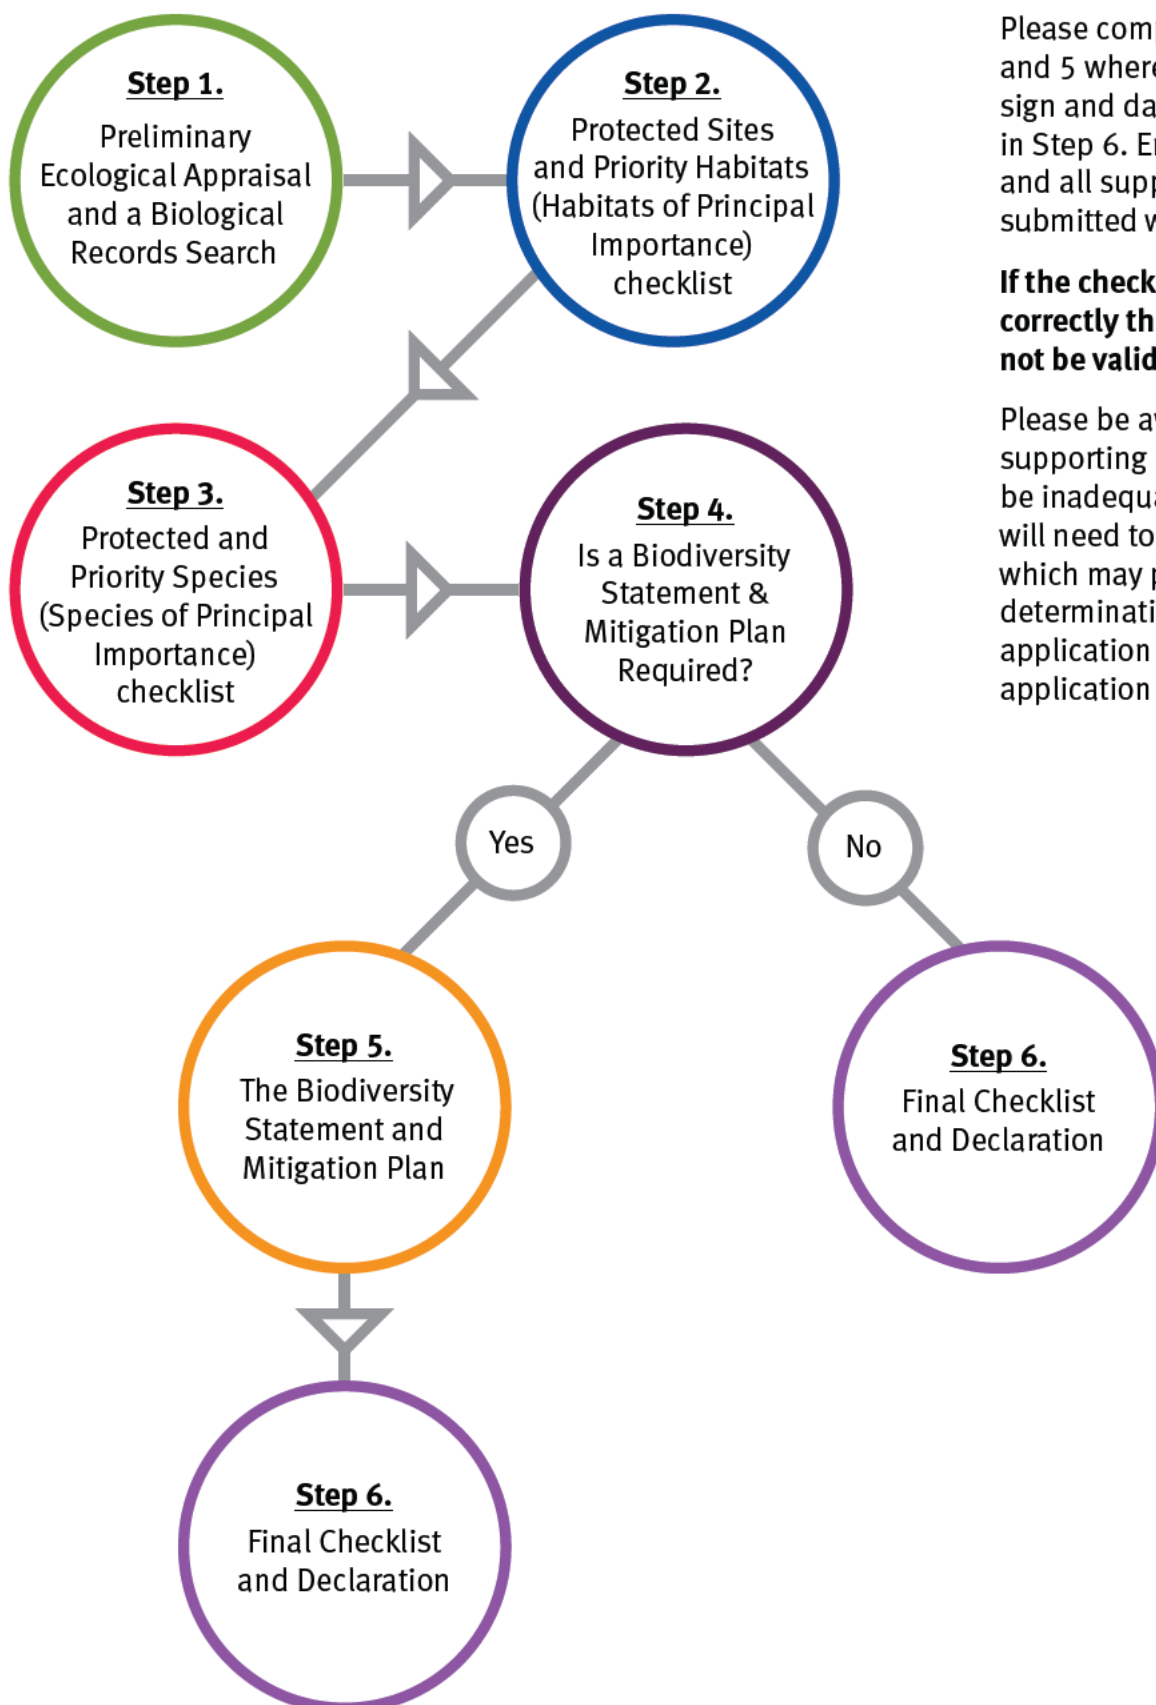 Step 1.
Preliminary
Ecological Appraisal
and a Biological
Records Search
Step 2.
Protected Sites
and Priority Habitats
(Habitats of Principal
Importance)
checklist
Step 3.
Protected and
Priority Species
(Species of Principal
Importance)
checklist
Step 4.
Is a Biodiversity
Statement &
Mitigation Plan
Required?
Yes
No
Step 5.
The Biodiversity
Statement and
Mitigation Plan
Step 6.
Final Checklist
and Declaration
Step 6.
Final Checklist
and Declaration
Please
and 5 where
sign and
in Step 6.
and all
submitted
If the
correctly
not be
Please be
supporting
be
will need to
which may
application
application